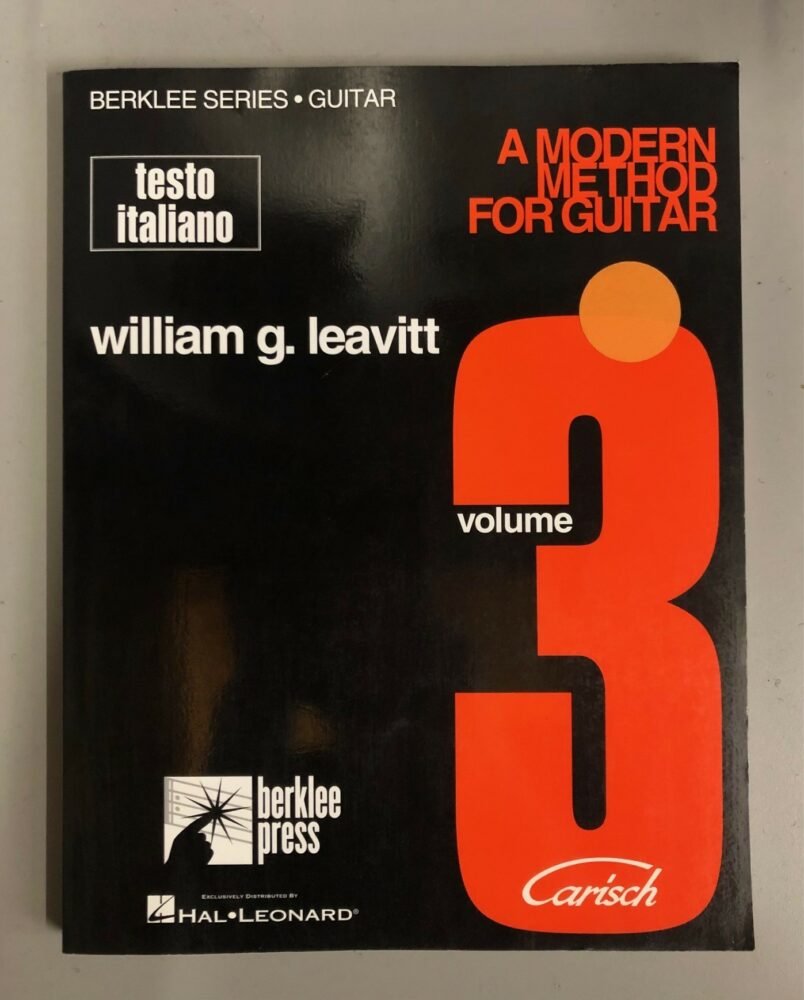 BERKLEE SERIES • GUITAR
testo
italiano
A MODERN
METHOD
FOR GUITAR
william g. leavitt
3
volume
berklee
press
EXCLUSIVELY DISTRIBUTED BY
HAL•LEONARD®
Carisch